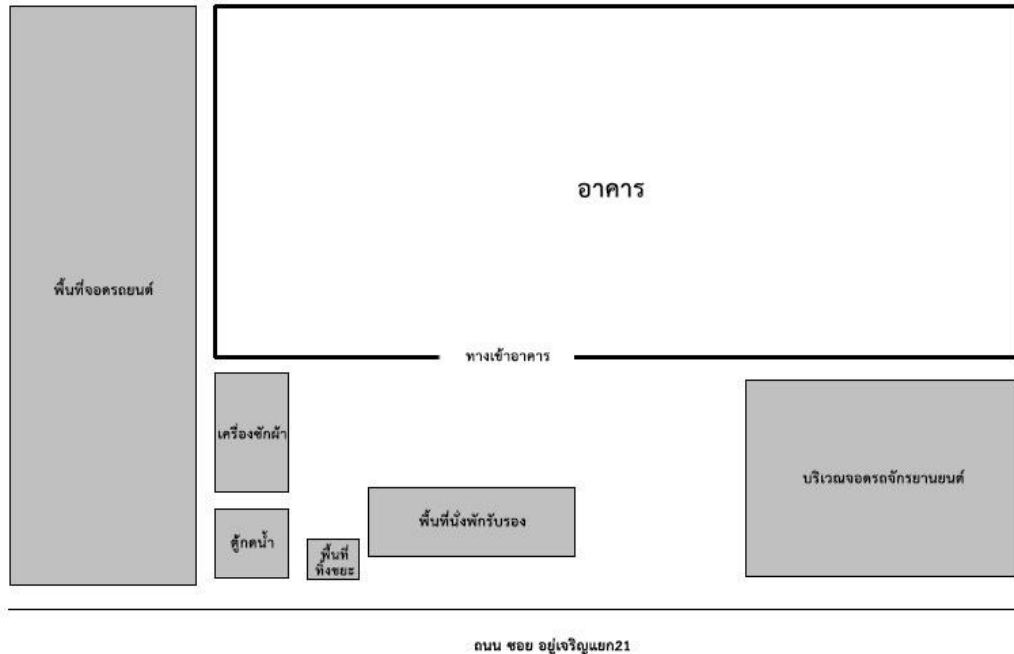 อาคาร
พื้นที่จอดรถยนต์
ทางเข้าอาคาร
เครื่องซักผ้า
บริเวณจอดรถจักรยานยนต์
พื้นที่นั่งพักรับรอง
ตู้กดน้ำ
พื้นที่
ทิ้งขยะ
ถนน ซอย อยู่เจริญแยก21